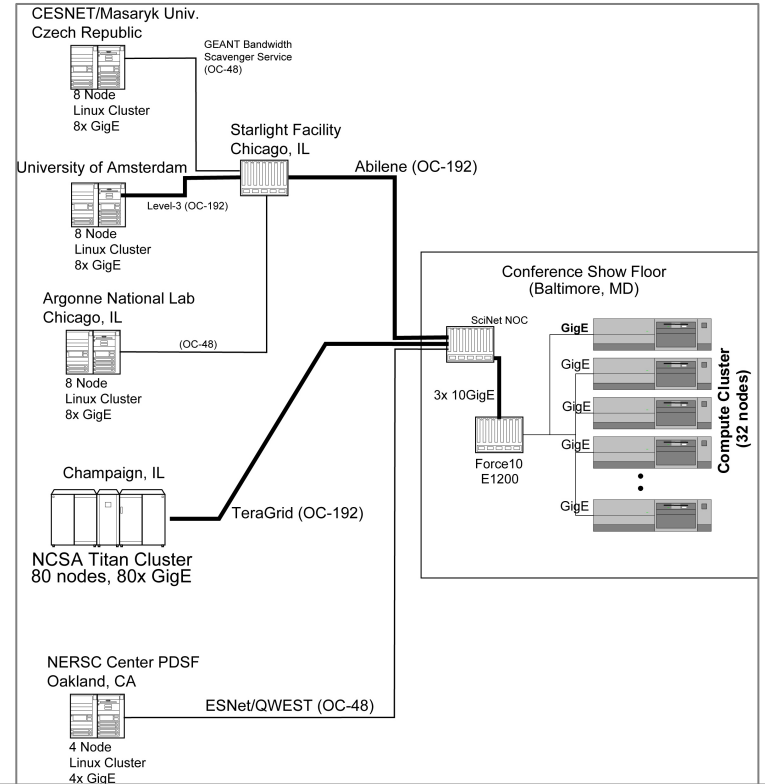 CESNET/Masaryk Univ.
Czech Republic
GEANT Bandwidth
Scavenger Service
(OC-48)
8 Node
Linux Cluster
8x GigE
Starlight Facility
Chicago, IL
University of Amsterdam
Abilene (OC-192)
Level-3 (OC-192)
8 Node
Linux Cluster
8x GigE
Conference Show Floor
(Baltimore, MD)
Argonne National Lab
Chicago, IL
SciNet NOC
GigE
(OC-48)
GigE
8 Node
Linux Cluster
8x GigE
3x 10GigE
GigE
GigE
Compute Cluster
(32 nodes)
Force10
E1200
Champaign, IL
GigE
TeraGrid (OC-192)
NCSA Titan Cluster
80 nodes, 80x GigE
NERSC Center PDSF
Oakland, CA
ESNet/QWEST (OC-48)
4 Node
Linux Cluster
4x GigE